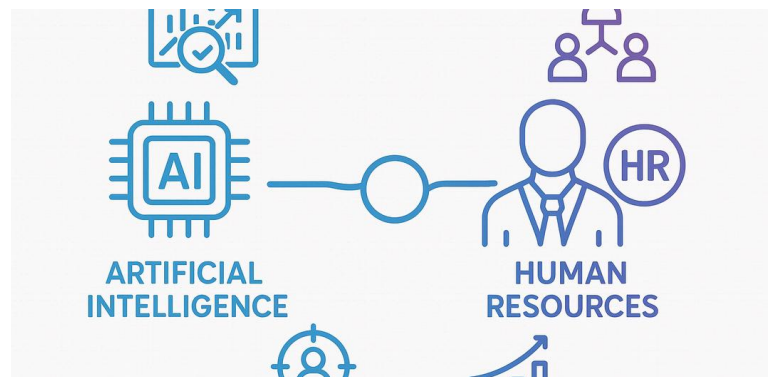 AI
HR
ARTIFICIAL
INTELLIGENCE
HUMAN
RESOURCES